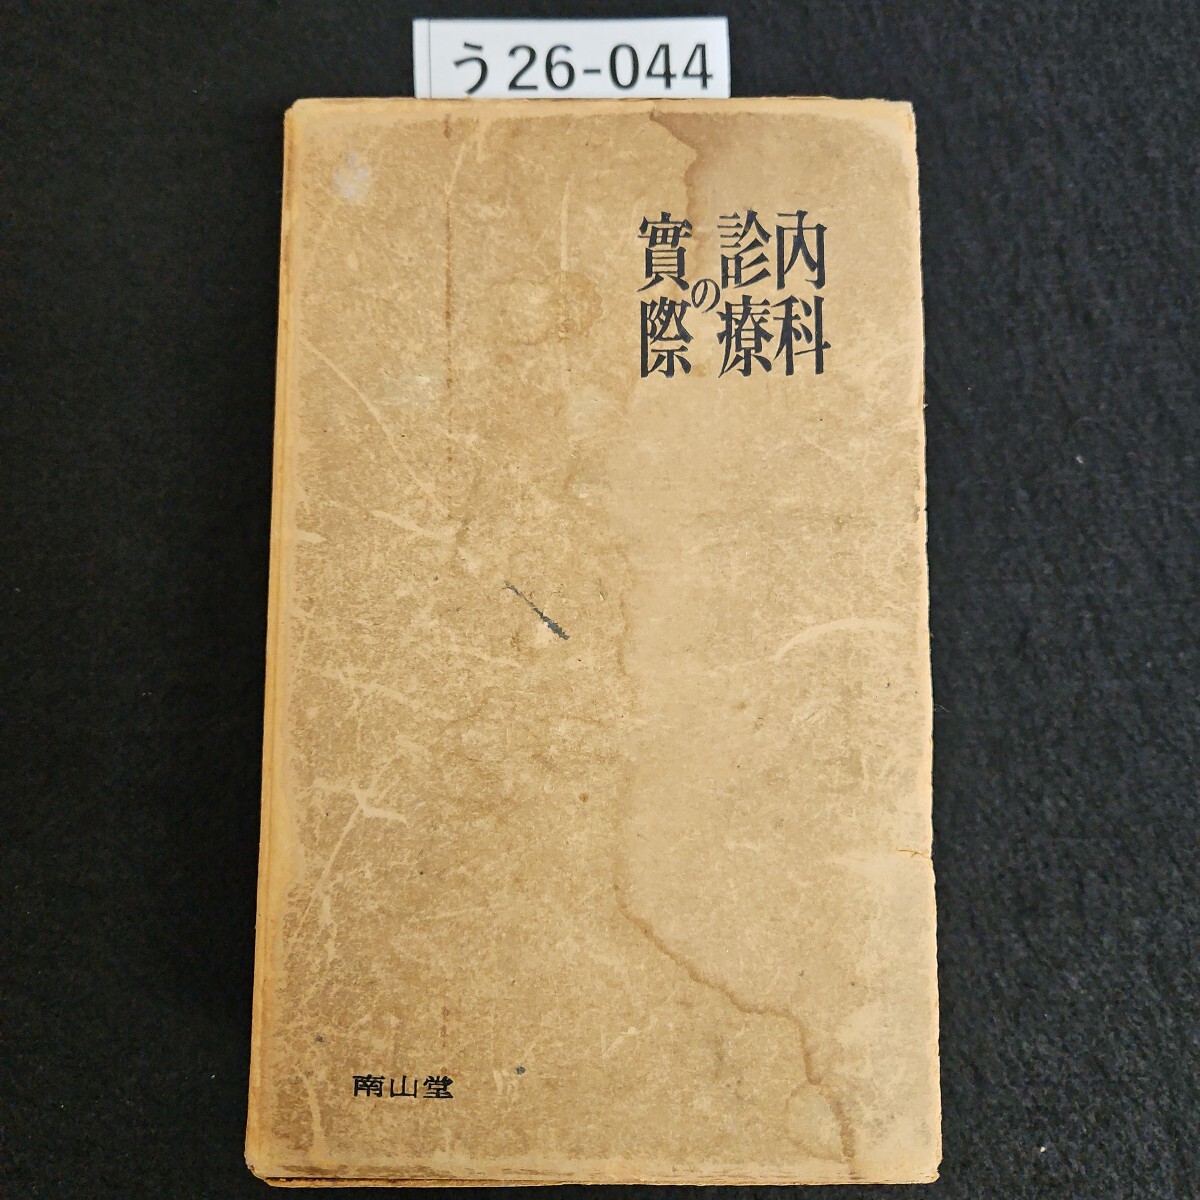 う26-044
内科
診療の
實際
南山堂